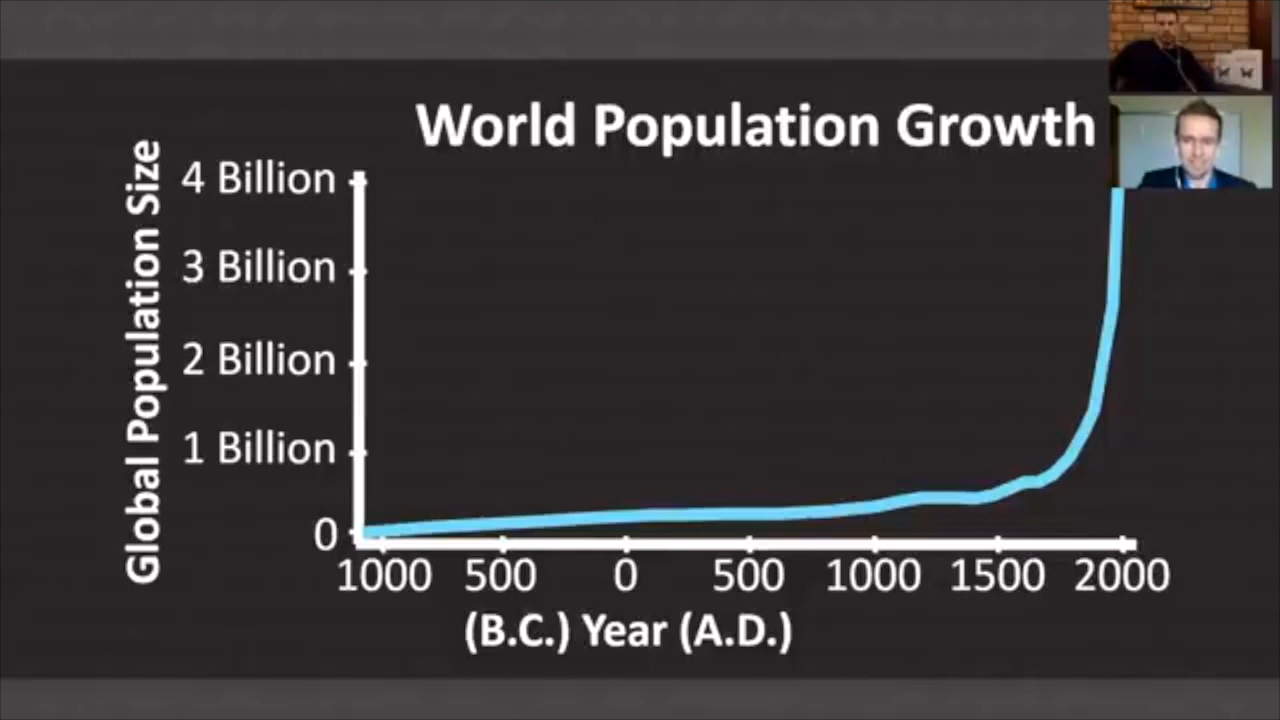 World Population Growth
Global Population Size
4 Billion
3 Billion
2 Billion
1 Billion
0
1000 500 0 500 1000 1500 2000
(B.C.) Year (A.D.)